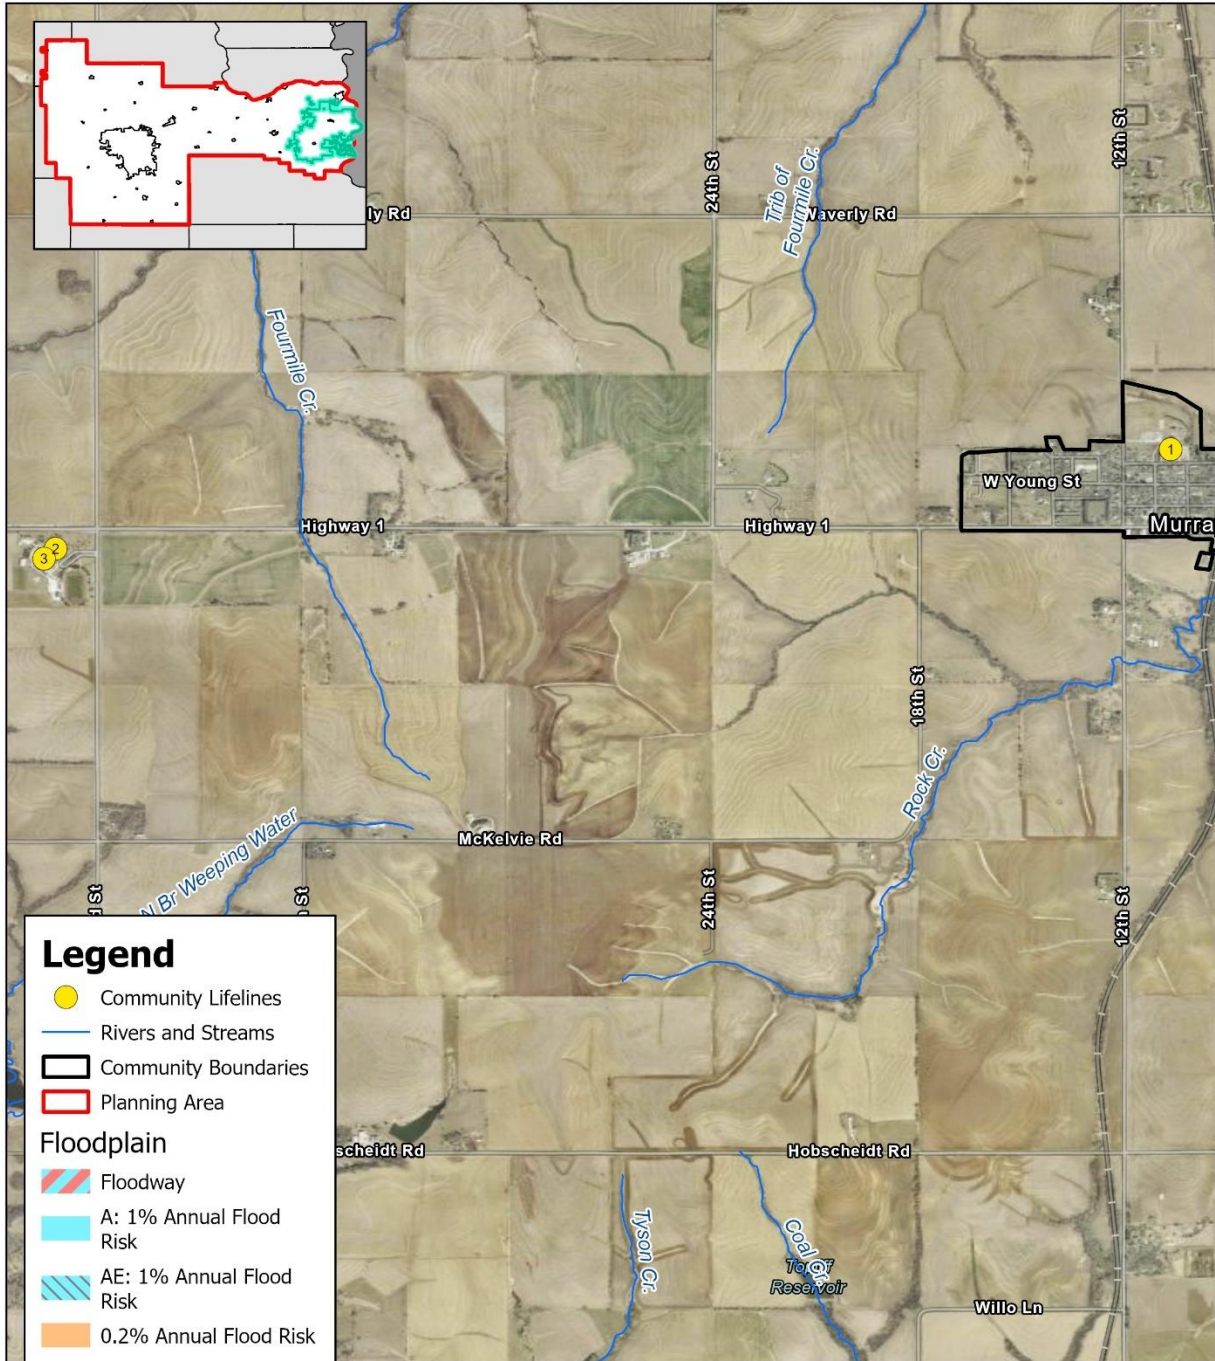 ly Rd
24th St
12th St
Trib of
Fourmile Cr.
Waverly Rd
Fourmile Cr.
1
W Young St
Highway 1
Highway 1
Murra
2
3
18th St
Rock Cr.
N Br Weeping Water
McKelvie Rd
d St
h St
24th St
12th St
Legend
Community Lifelines
Rivers and Streams
Community Boundaries
Planning Area
Floodplain
Floodway
A: 1% Annual Flood
Risk
AE: 1% Annual Flood
Risk
0.2% Annual Flood Risk
scheidt Rd
Hobscheidt Rd
Tyson Cr.
Coal Cr.
Reservoir
Willo Ln